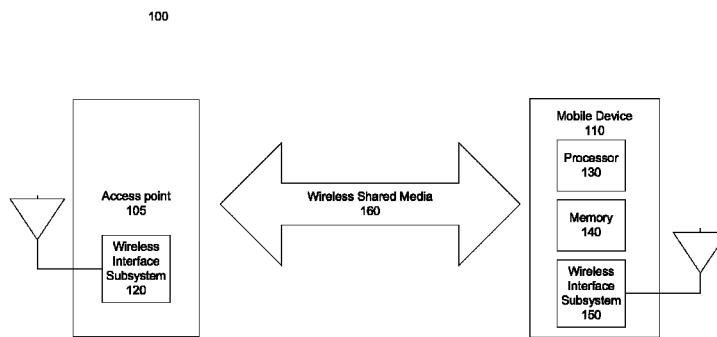 100
Access point
105
Wireless
Interface
Subsystem
120
Wireless Shared Media
160
Mobile Device
110
Processor
130
Memory
140
Wireless
Interface
Subsystem
150